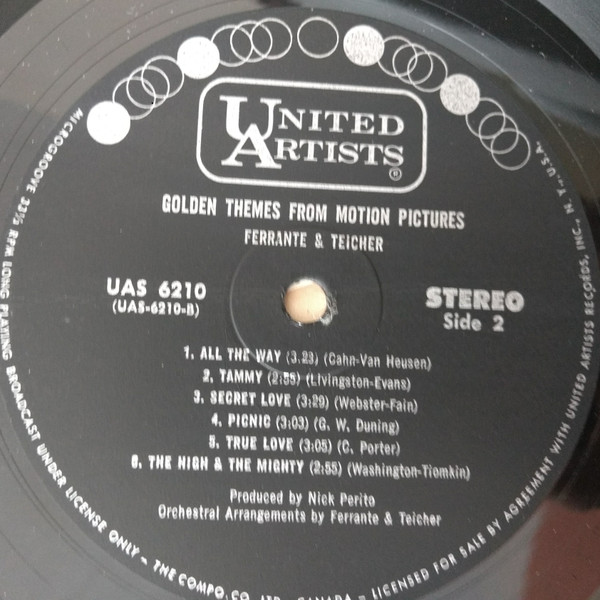 UNITED
ARTISTS
®
GOLDEN THEMES FROM MOTION PICTURES
FERRANTE & TEICHER
UAS 6210
(UAS-6210-B)
STEREO
Side 2
1. ALL THE WAY (3.23) (Cahn-Van Heusen)
2. TAMMY (2:55) (Livingston-Evans)
3. SECRET LOVE (3:29) (Webster-Fain)
4. PICNIC (3:03) (G. W. Duning)
5. TRUE LOVE (3:05) (C. Porter)
6. THE HIGH & THE MIGHTY (2:55) (Washington-Tiomkin)
Produced by Nick Perito
Orchestral Arrangements by Ferrante & Teicher
MICROGROOVE 33⅓ RPM LONG PLAYING BROADCAST UNDER LICENSE ONLY – THE COMPO. CO. LTD. CANADA – LICENSED FOR SALE BY AGREEMENT WITH UNITED ARTISTS RECORDS, INC., N. Y., U.S.A.